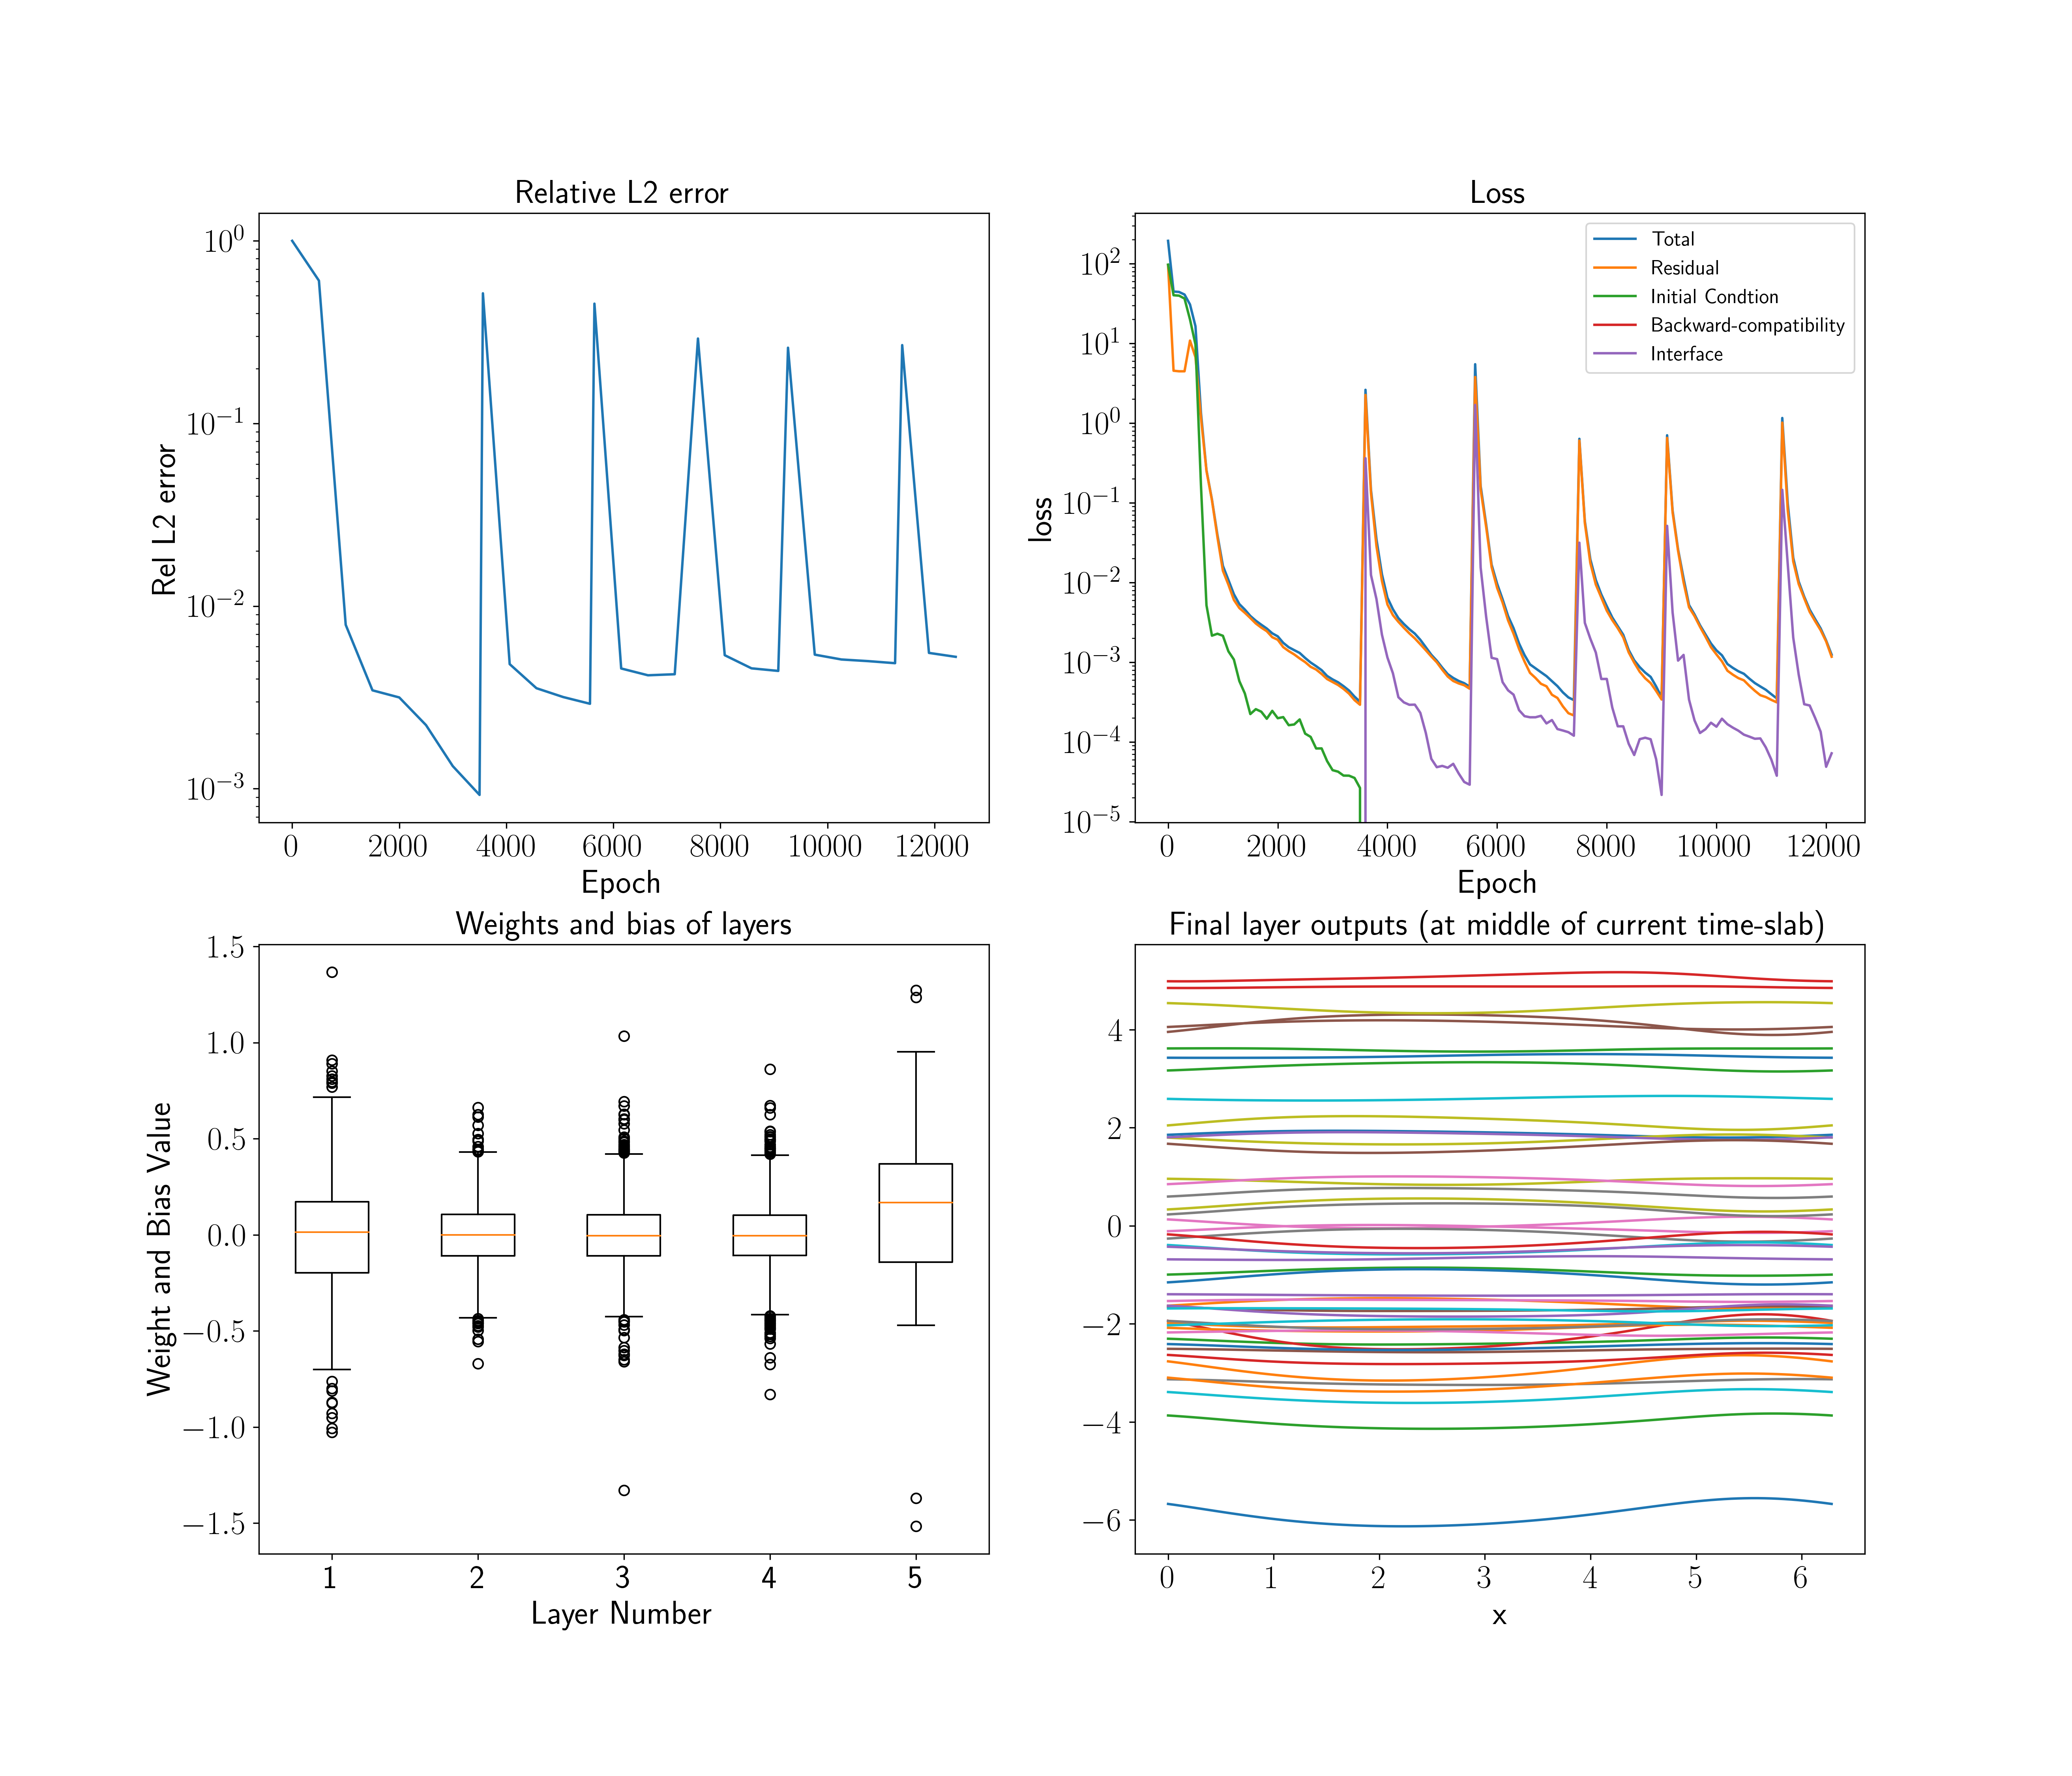 Relative L2 error
Rel L2 error
10^0
10^−1
10^−2
10^−3
0 2000 4000 6000 8000 10000 12000
Epoch
Loss
loss
10^2
10^1
10^0
10^−1
10^−2
10^−3
10^−4
10^−5
Total
Residual
Initial Condtion
Backward-compatibility
Interface
0 2000 4000 6000 8000 10000 12000
Epoch
Weights and bias of layers
Weight and Bias Value
1.5
1.0
0.5
0.0
−0.5
−1.0
−1.5
1 2 3 4 5
Layer Number
Final layer outputs (at middle of current time-slab)
4
2
0
−2
−4
−6
0 1 2 3 4 5 6
x